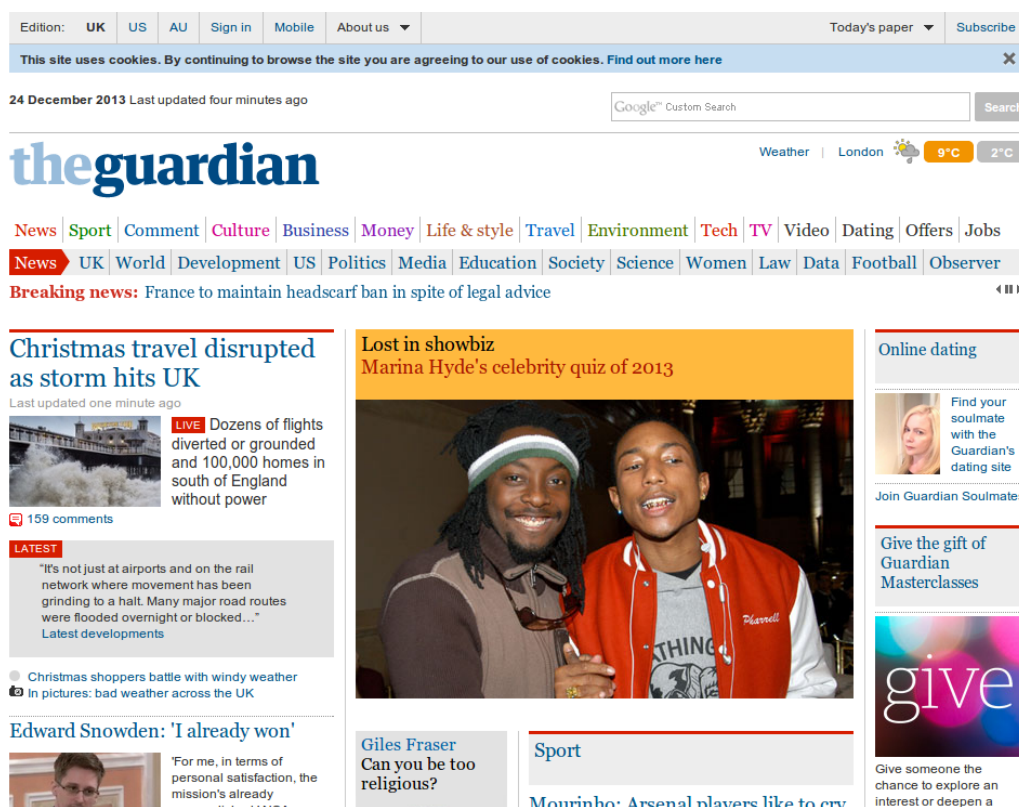 Edition: UK US AU Sign in Mobile About us Today's paper Subscribe
This site uses cookies. By continuing to browse the site you are agreeing to our use of cookies. Find out more here
24 December 2013 Last updated four minutes ago
Google™ Custom Search Search
theguardian
Weather | London 9°C 2°C
News Sport Comment Culture Business Money Life & style Travel Environment Tech TV Video Dating Offers Jobs
News UK World Development US Politics Media Education Society Science Women Law Data Football Observer
Breaking news: France to maintain headscarf ban in spite of legal advice
Christmas travel disrupted
as storm hits UK
Last updated one minute ago
LIVE Dozens of flights
diverted or grounded
and 100,000 homes in
south of England
without power
159 comments
LATEST
"It's not just at airports and on the rail
network where movement has been
grinding to a halt. Many major road routes
were flooded overnight or blocked…"
Latest developments
Christmas shoppers battle with windy weather
In pictures: bad weather across the UK
Edward Snowden: 'I already won'
'For me, in terms of
personal satisfaction, the
mission's already
Lost in showbiz
Marina Hyde's celebrity quiz of 2013
Pharrell
THING
Giles Fraser
Can you be too
religious?
Sport
Mourinho: Arsenal players like to cry
Online dating
Find your
soulmate
with the
Guardian's
dating site
Join Guardian Soulmates
Give the gift of
Guardian
Masterclasses
give
Give someone the
chance to explore an
interest or deepen a